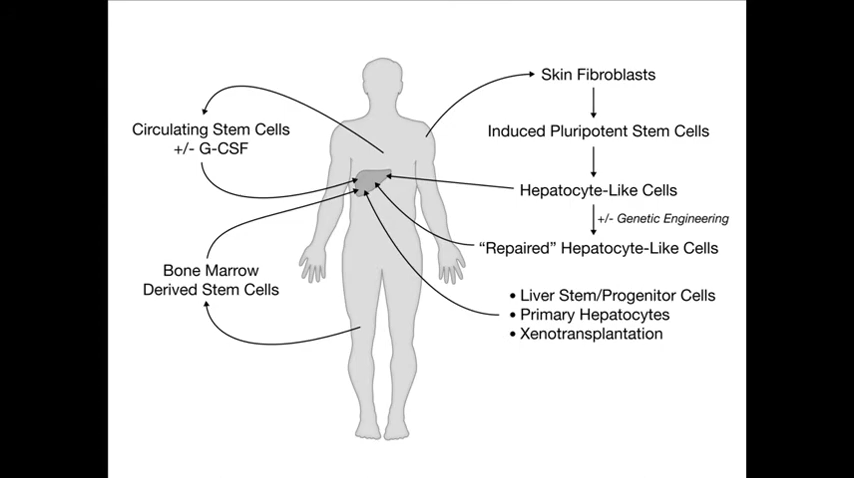 Circulating Stem Cells
+/- G-CSF
Bone Marrow
Derived Stem Cells
Skin Fibroblasts
Induced Pluripotent Stem Cells
Hepatocyte-Like Cells
+/- Genetic Engineering
“Repaired” Hepatocyte-Like Cells
• Liver Stem/Progenitor Cells
• Primary Hepatocytes
• Xenotransplantation